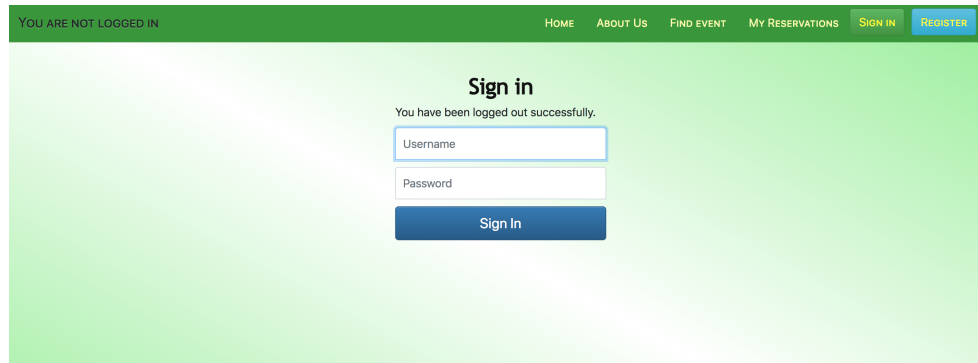 You are not logged in
Home About Us Find event My Reservations Sign in Register
Sign in
You have been logged out successfully.
Username
Password
Sign In